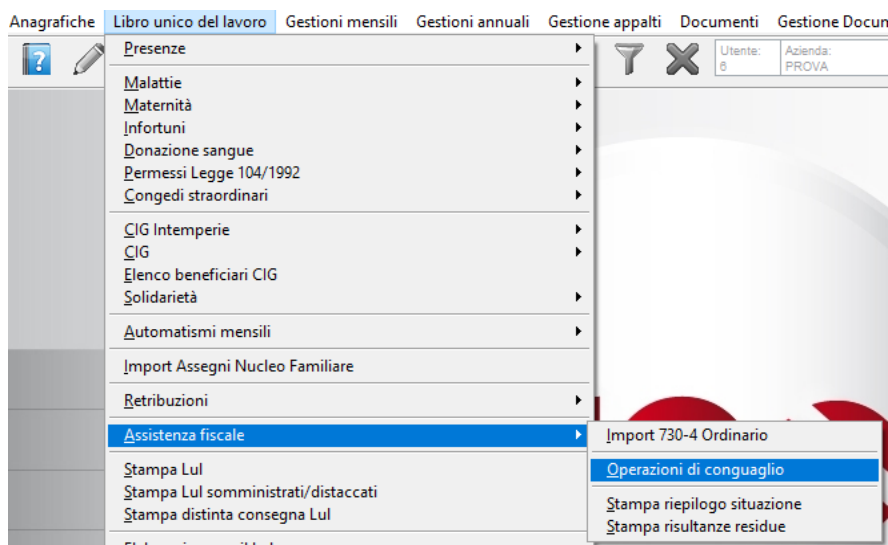 Anagrafiche Libro unico del lavoro Gestioni mensili Gestioni annuali Gestione appalti Documenti Gestione Docum
Utente:
6
Azienda:
PROVA
Presenze
Malattie
Maternità
Infortuni
Donazione sangue
Permessi Legge 104/1992
Congedi straordinari
CIG Intemperie
CIG
Elenco beneficiari CIG
Solidarietà
Automatismi mensili
Import Assegni Nucleo Familiare
Retribuzioni
Assistenza fiscale
Import 730-4 Ordinario
Operazioni di conguaglio
Stampa riepilogo situazione
Stampa risultanze residue
Stampa Lul
Stampa Lul somministrati/distaccati
Stampa distinta consegna Lul